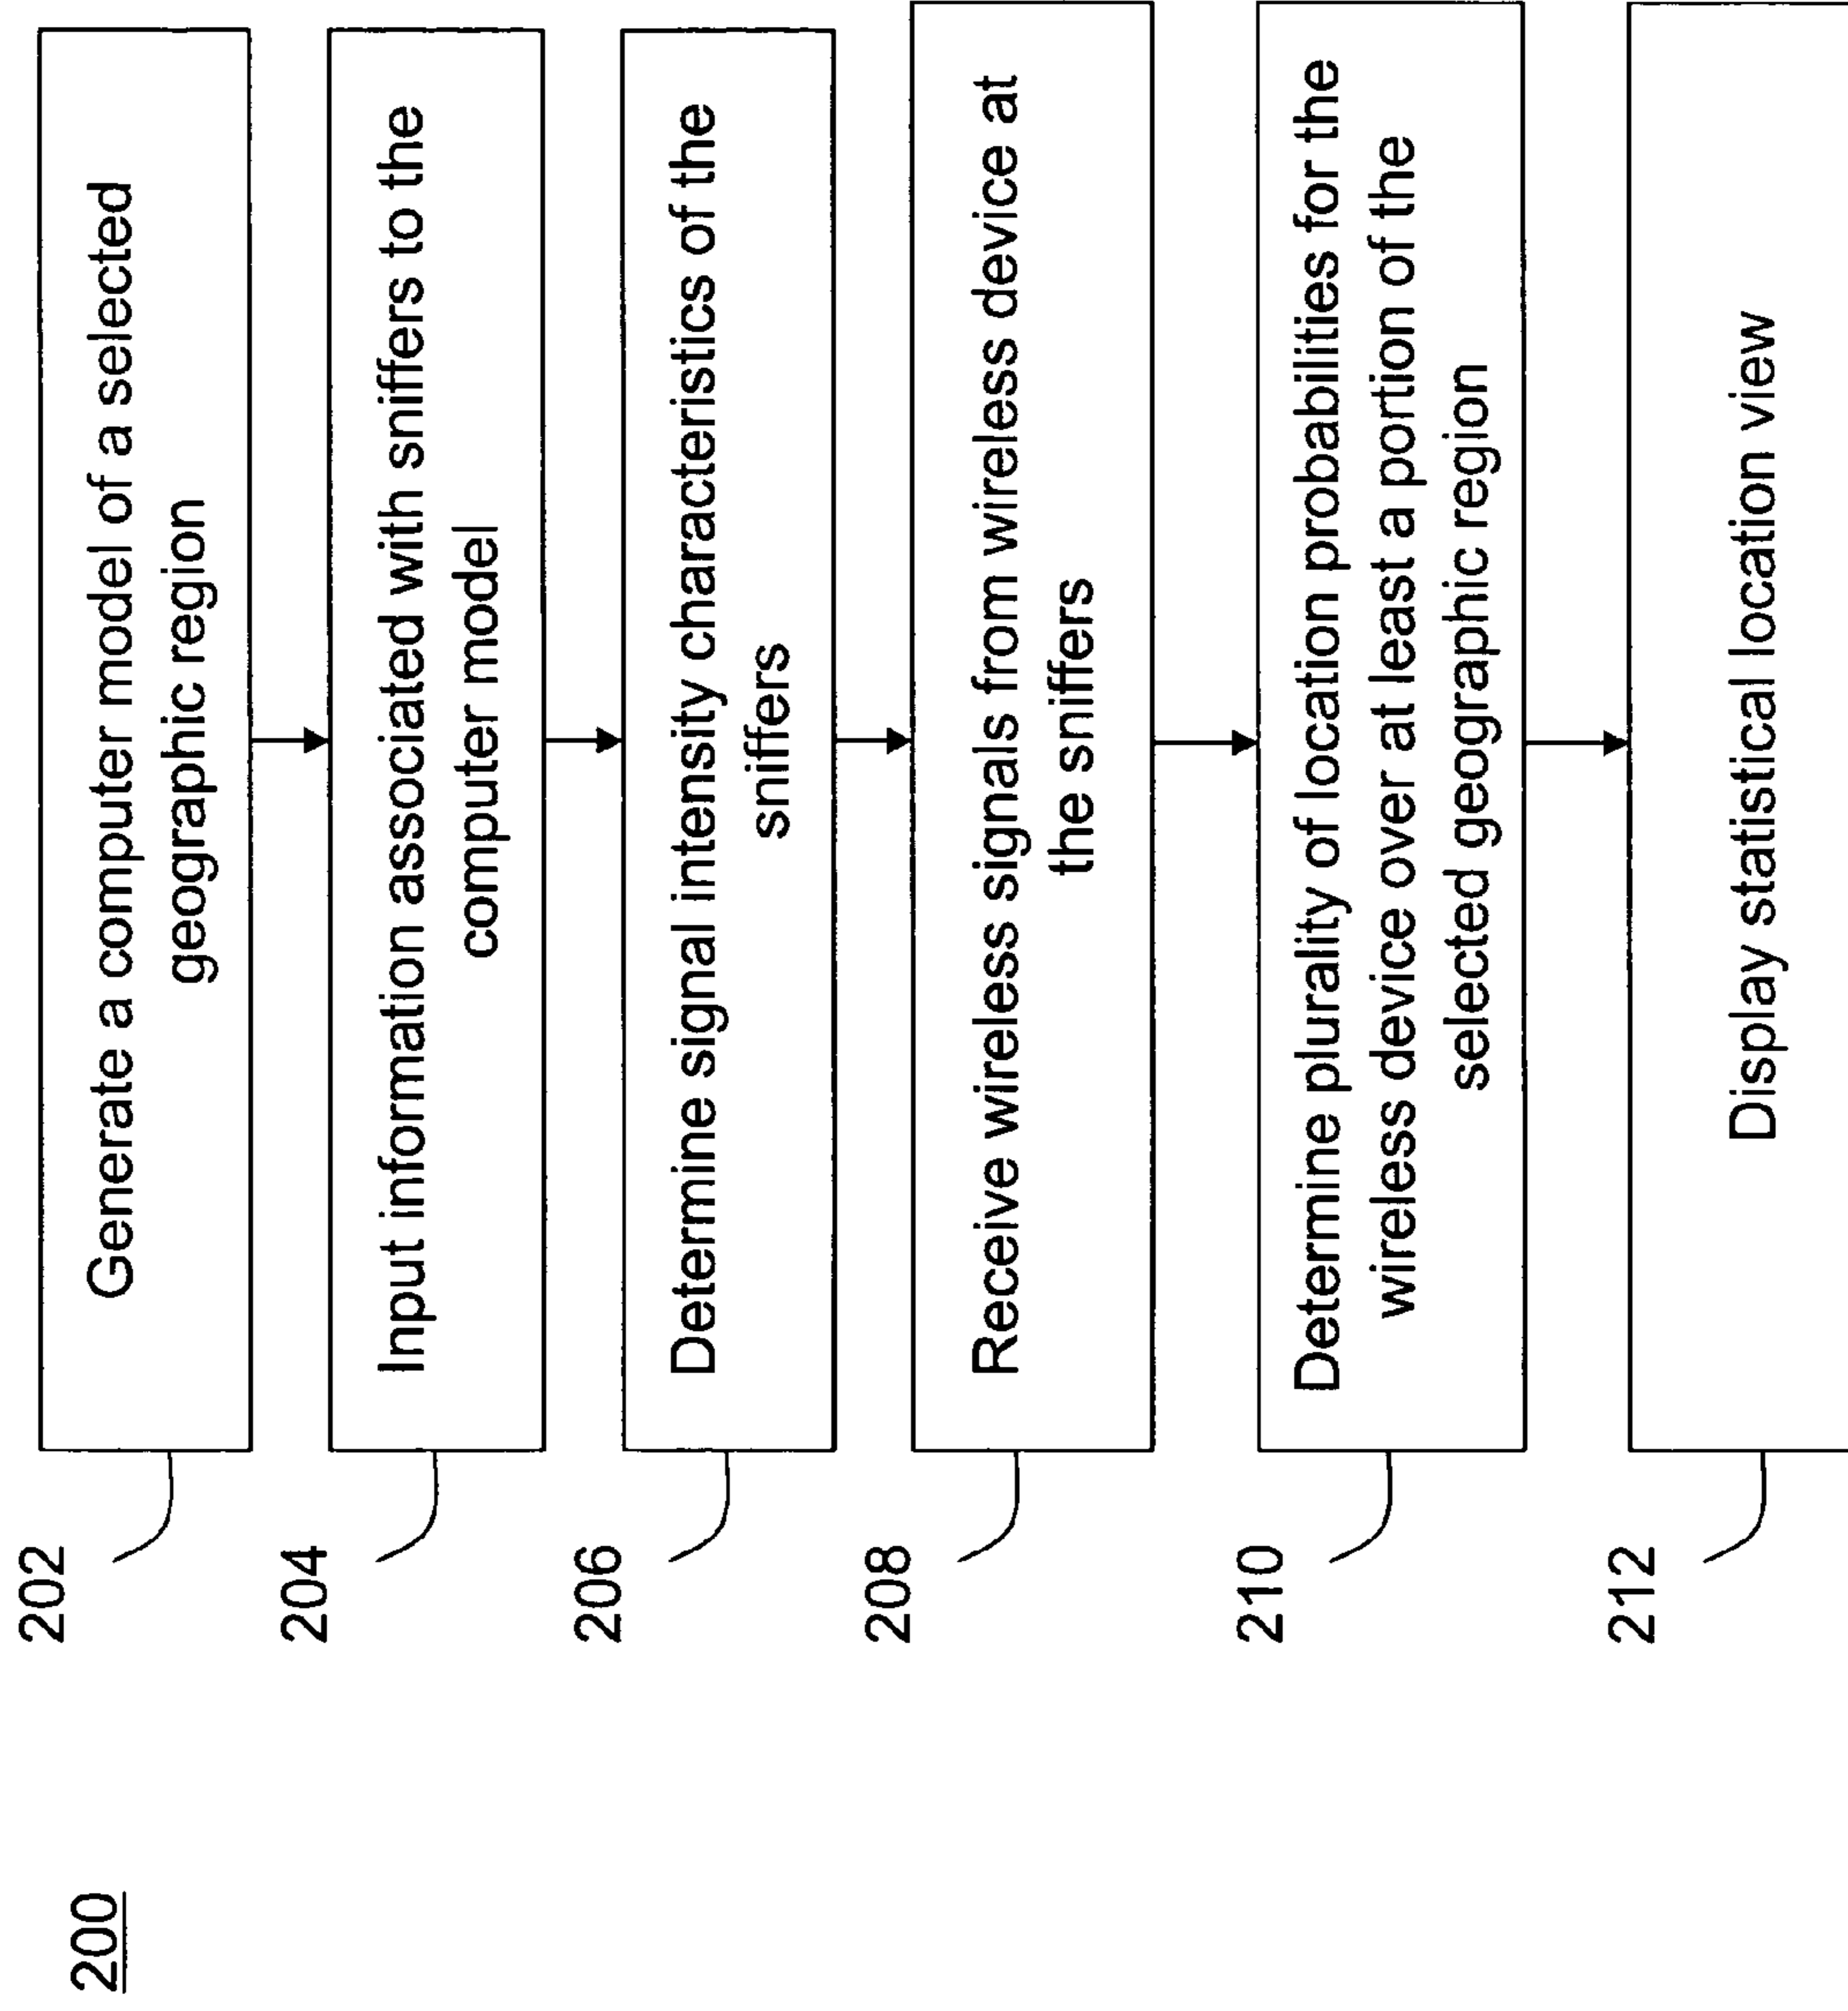 200
202
Generate a computer model of a selected
geographic region
204
Input information associated with sniffers to the
computer model
206
Determine signal intensity characteristics of the
sniffers
208
Receive wireless signals from wireless device at
the sniffers
210
Determine plurality of location probabilities for the
wireless device over at least a portion of the
selected geographic region
212
Display statistical location view